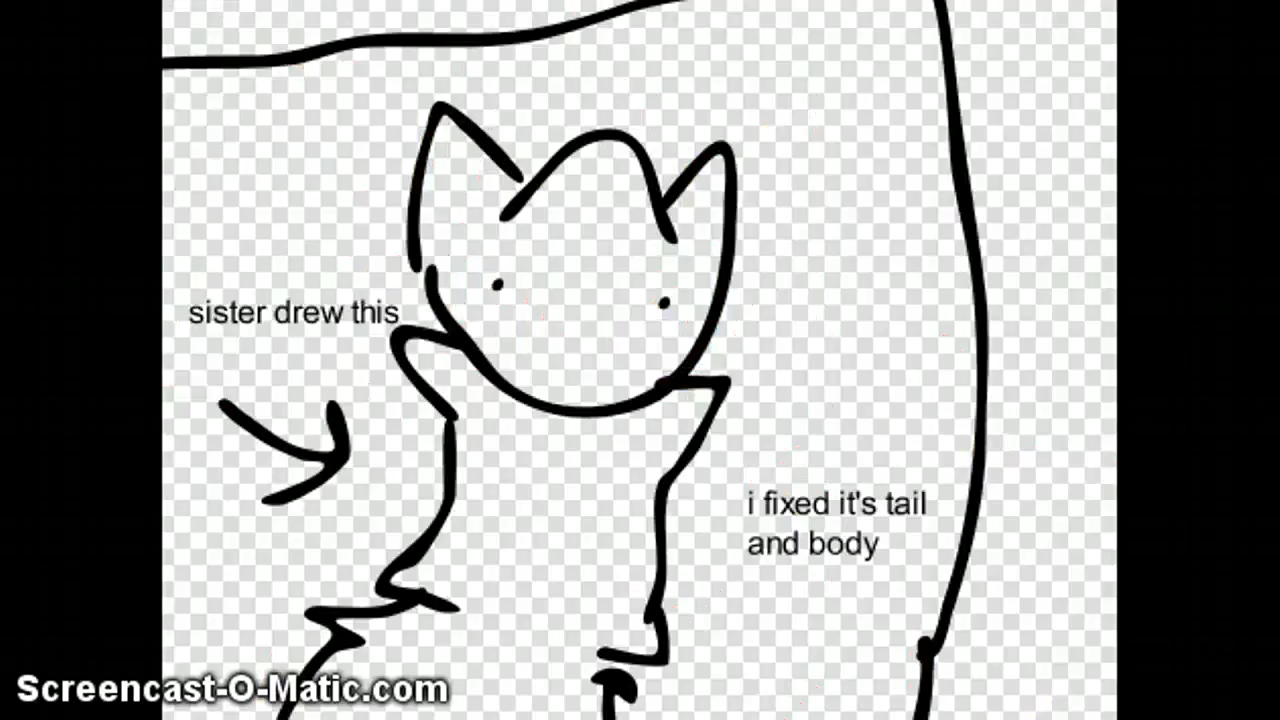 sister drew this
i fixed it's tail
and body
Screencast-O-Matic.com